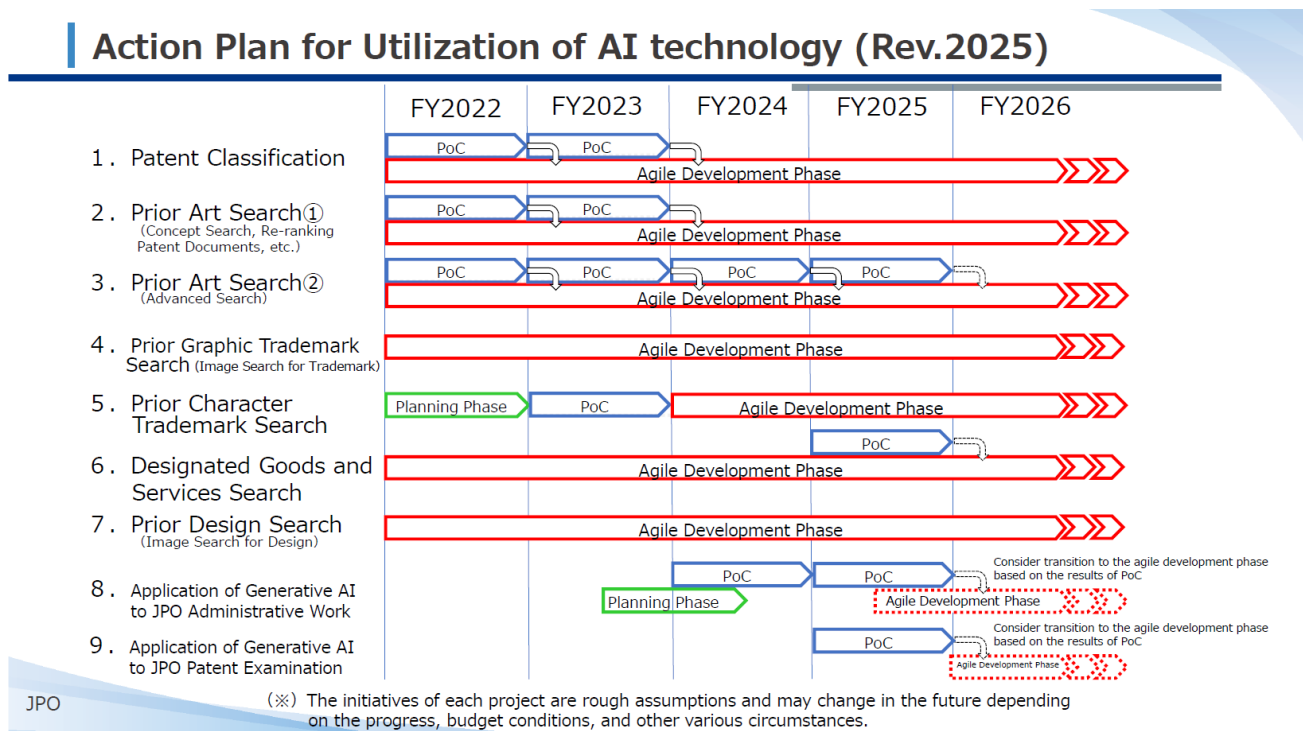 Action Plan for Utilization of AI technology (Rev.2025)
FY2022 FY2023 FY2024 FY2025 FY2026
1. Patent Classification
PoC PoC
Agile Development Phase
2. Prior Art Search①
(Concept Search, Re-ranking
Patent Documents, etc.)
PoC PoC
Agile Development Phase
3. Prior Art Search②
(Advanced Search)
PoC PoC PoC PoC
Agile Development Phase
4. Prior Graphic Trademark
Search (Image Search for Trademark)
Agile Development Phase
5. Prior Character
Trademark Search
Planning Phase PoC Agile Development Phase
6. Designated Goods and
Services Search
PoC
Agile Development Phase
7. Prior Design Search
(Image Search for Design)
Agile Development Phase
8. Application of Generative AI
to JPO Administrative Work
PoC PoC
Planning Phase
Agile Development Phase
Consider transition to the agile development phase
based on the results of PoC
9. Application of Generative AI
to JPO Patent Examination
PoC
Agile Development Phase
Consider transition to the agile development phase
based on the results of PoC
(※) The initiatives of each project are rough assumptions and may change in the future depending
on the progress, budget conditions, and other various circumstances.
JPO